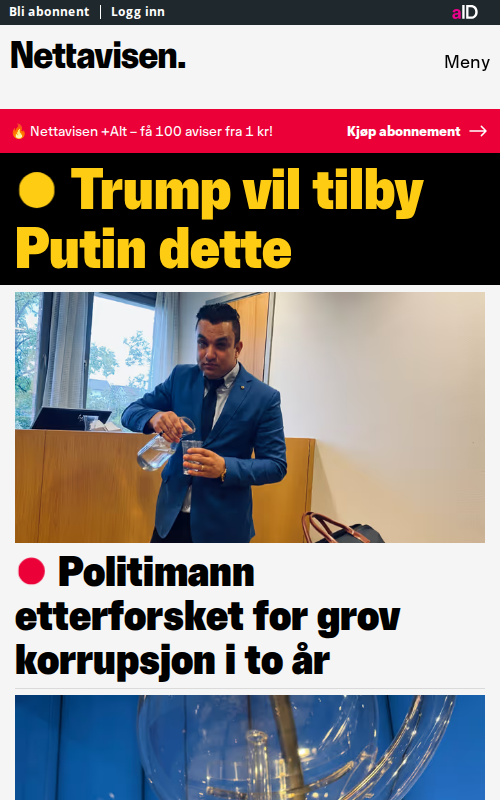 Bli abonnent | Logg inn
aID
Nettavisen.
Meny
🔥 Nettavisen +Alt – få 100 aviser fra 1 kr!
Kjøp abonnement →
Trump vil tilby
Putin dette
Politimann
etterforsket for grov
korrupsjon i to år